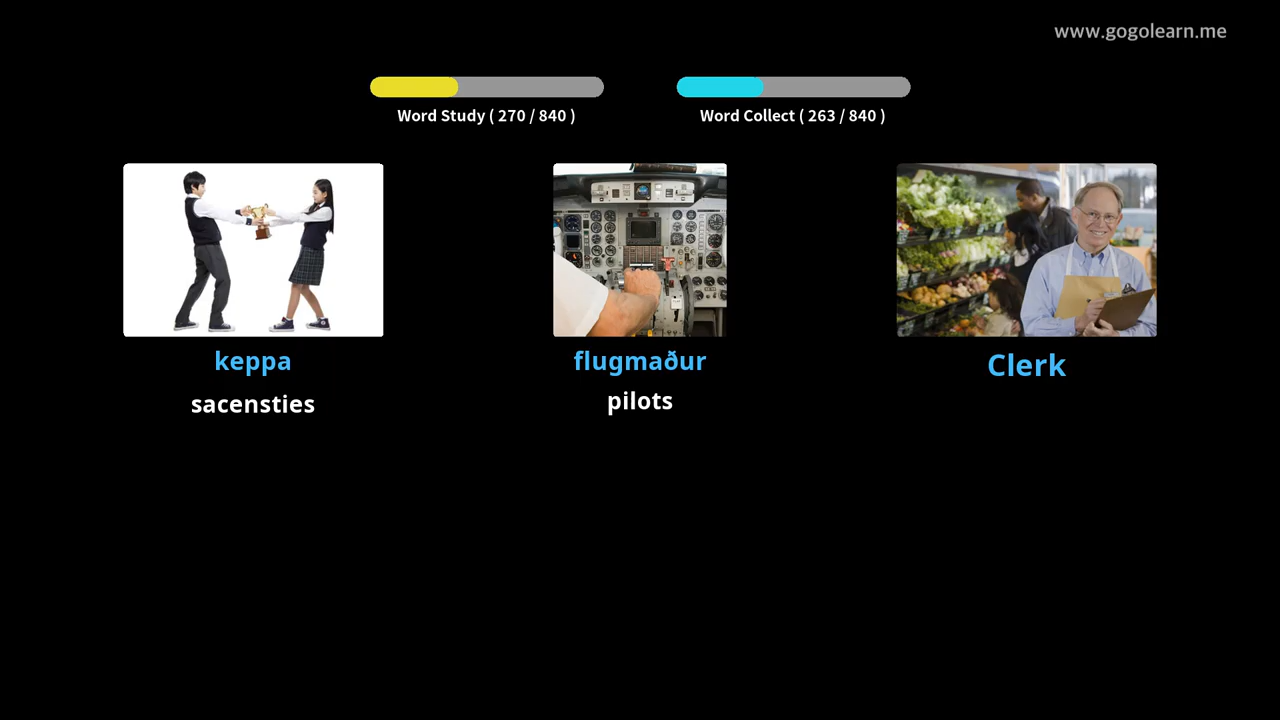 www.gogolearn.me
Word Study ( 270 / 840 )
Word Collect ( 263 / 840 )
keppa
sacensties
flugmaður
pilots
Clerk